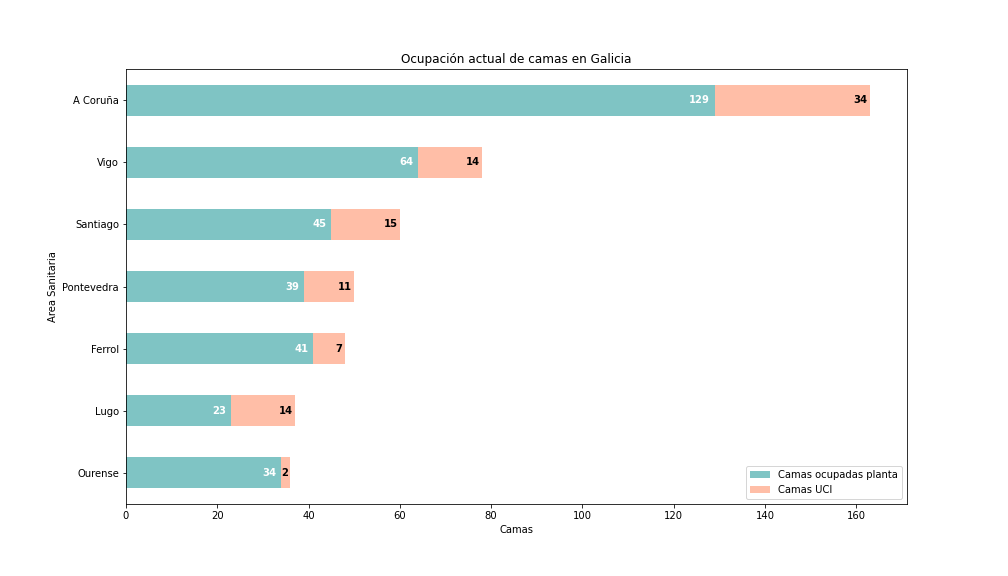 Ocupación actual de camas en Galicia
A Coruña
129
34
Vigo
64
14
Santiago
45
15
Area Sanitaria
Pontevedra
39
11
Ferrol
41
7
Lugo
23
14
Ourense
34
2
Camas ocupadas planta
Camas UCI
0 20 40 60 80 100 120 140 160
Camas